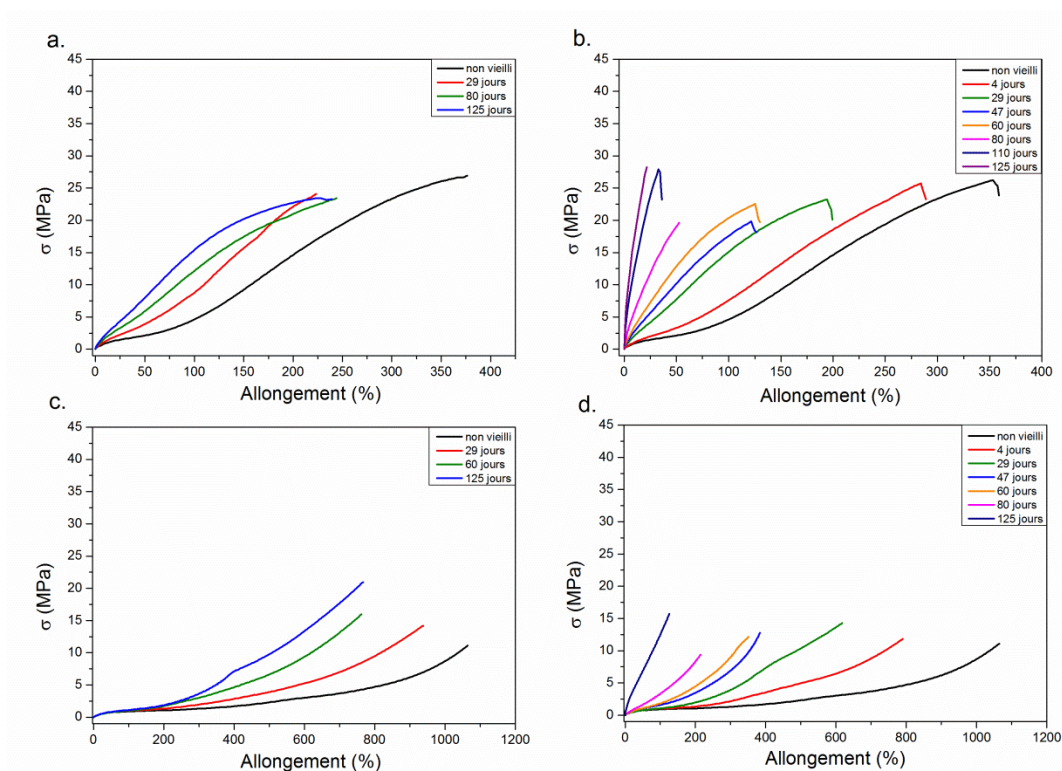 a.
45
40
35
30
25
20
15
10
5
0
σ (MPa)
non vieilli
29 jours
80 jours
125 jours
0 50 100 150 200 250 300 350 400
Allongement (%)
b.
45
40
35
30
25
20
15
10
5
0
σ (MPa)
non vieilli
4 jours
29 jours
47 jours
60 jours
80 jours
110 jours
125 jours
0 50 100 150 200 250 300 350 400
Allongement (%)
c.
45
40
35
30
25
20
15
10
5
0
σ (MPa)
non vieilli
29 jours
60 jours
125 jours
0 200 400 600 800 1000 1200
Allongement (%)
d.
45
40
35
30
25
20
15
10
5
0
σ (MPa)
non vieilli
4 jours
29 jours
47 jours
60 jours
80 jours
125 jours
0 200 400 600 800 1000 1200
Allongement (%)